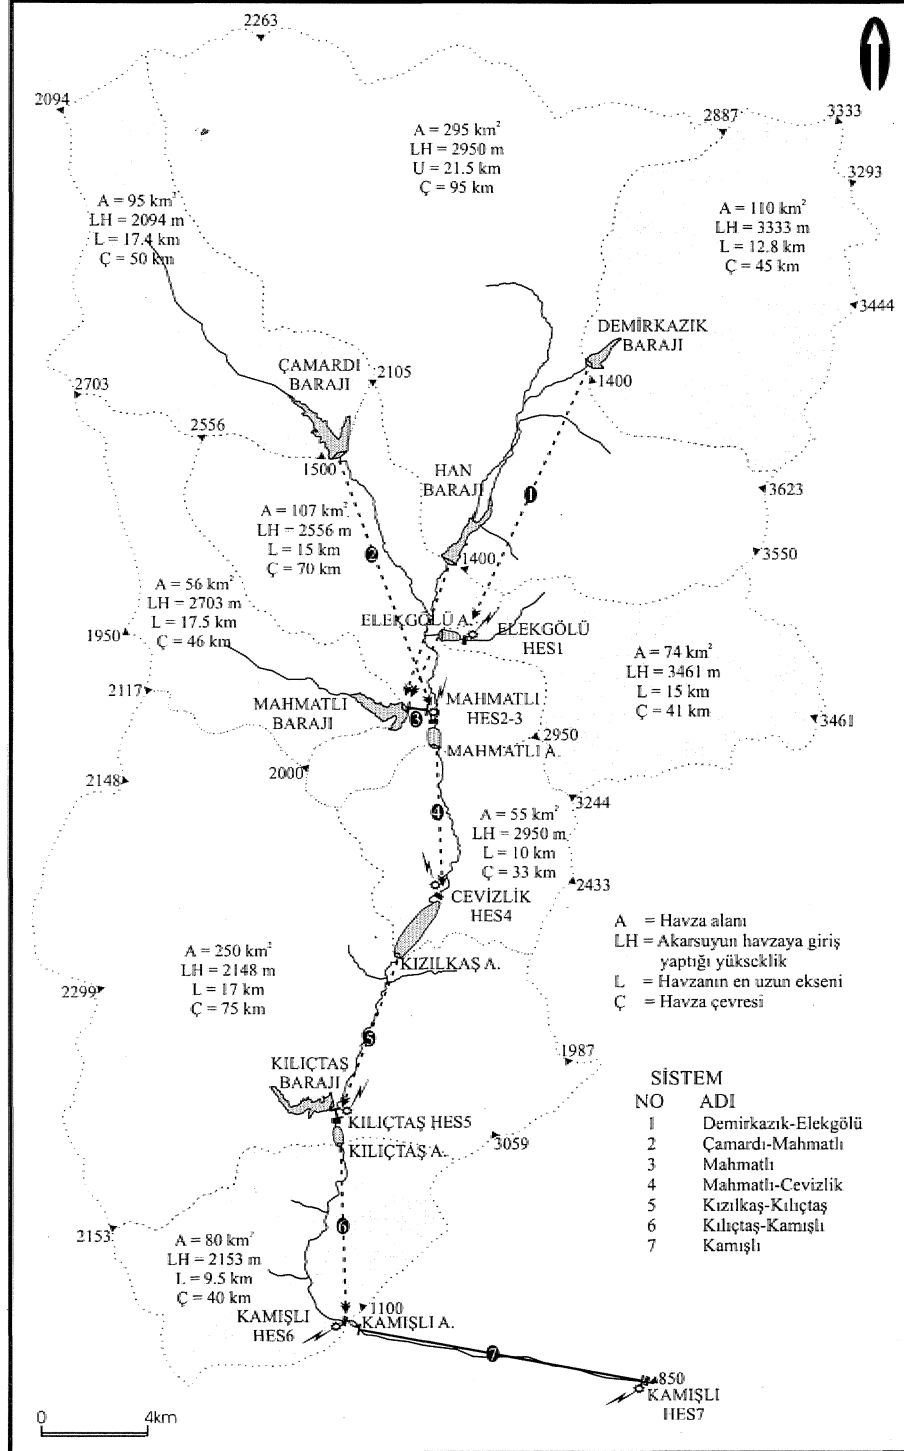 2263
2094
3333
2887
A = 295 km²
LH = 2950 m
U = 21.5 km
Ç = 95 km
3293
A = 95 km²
LH = 2094 m
L = 17.4 km
Ç = 50 km
A = 110 km²
LH = 3333 m
L = 12.8 km
Ç = 45 km
3444
DEMİRKAZIK
BARAJI
ÇAMARDI
BARAJI
2105
1400
2703
2556
1500
HAN
BARAJI
1
3623
A = 107 km²
LH = 2556 m
L = 15 km
Ç = 70 km
2
3550
1400
A = 56 km²
LH = 2703 m
L = 17.5 km
Ç = 46 km
1950
ELEKGÖLÜ A.
ELEKGÖLÜ
HES1
A = 74 km²
LH = 3461 m
L = 15 km
Ç = 41 km
2117
MAHMATLI
BARAJI
3
MAHMATLI
HES2-3
3461
2950
MAHMATLI A.
2000
2148
3244
4
A = 55 km²
LH = 2950 m
L = 10 km
Ç = 33 km
2433
CEVİZLİK
HES4
A = Havza alanı
LH = Akarsuyun havzaya giriş
yaptığı yükseklik
L = Havzanın en uzun ekseni
Ç = Havza çevresi
A = 250 km²
LH = 2148 m
L = 17 km
Ç = 75 km
KIZILKAŞ A.
2299
5
1987
KILIÇTAŞ
BARAJI
KILIÇTAŞ HES5
KILIÇTAŞ A.
3059
SİSTEM
NO ADI
1 Demirkazık-Elekgölü
2 Çamardı-Mahmatlı
3 Mahmatlı
4 Mahmatlı-Cevizlik
5 Kızılkaş-Kılıçtaş
6 Kılıçtaş-Kamışlı
7 Kamışlı
2153
6
A = 80 km²
LH = 2153 m
L = 9.5 km
Ç = 40 km
1100
KAMIŞLI
HES6
KAMIŞLI A.
7
850
KAMIŞLI
HES7
0 4km